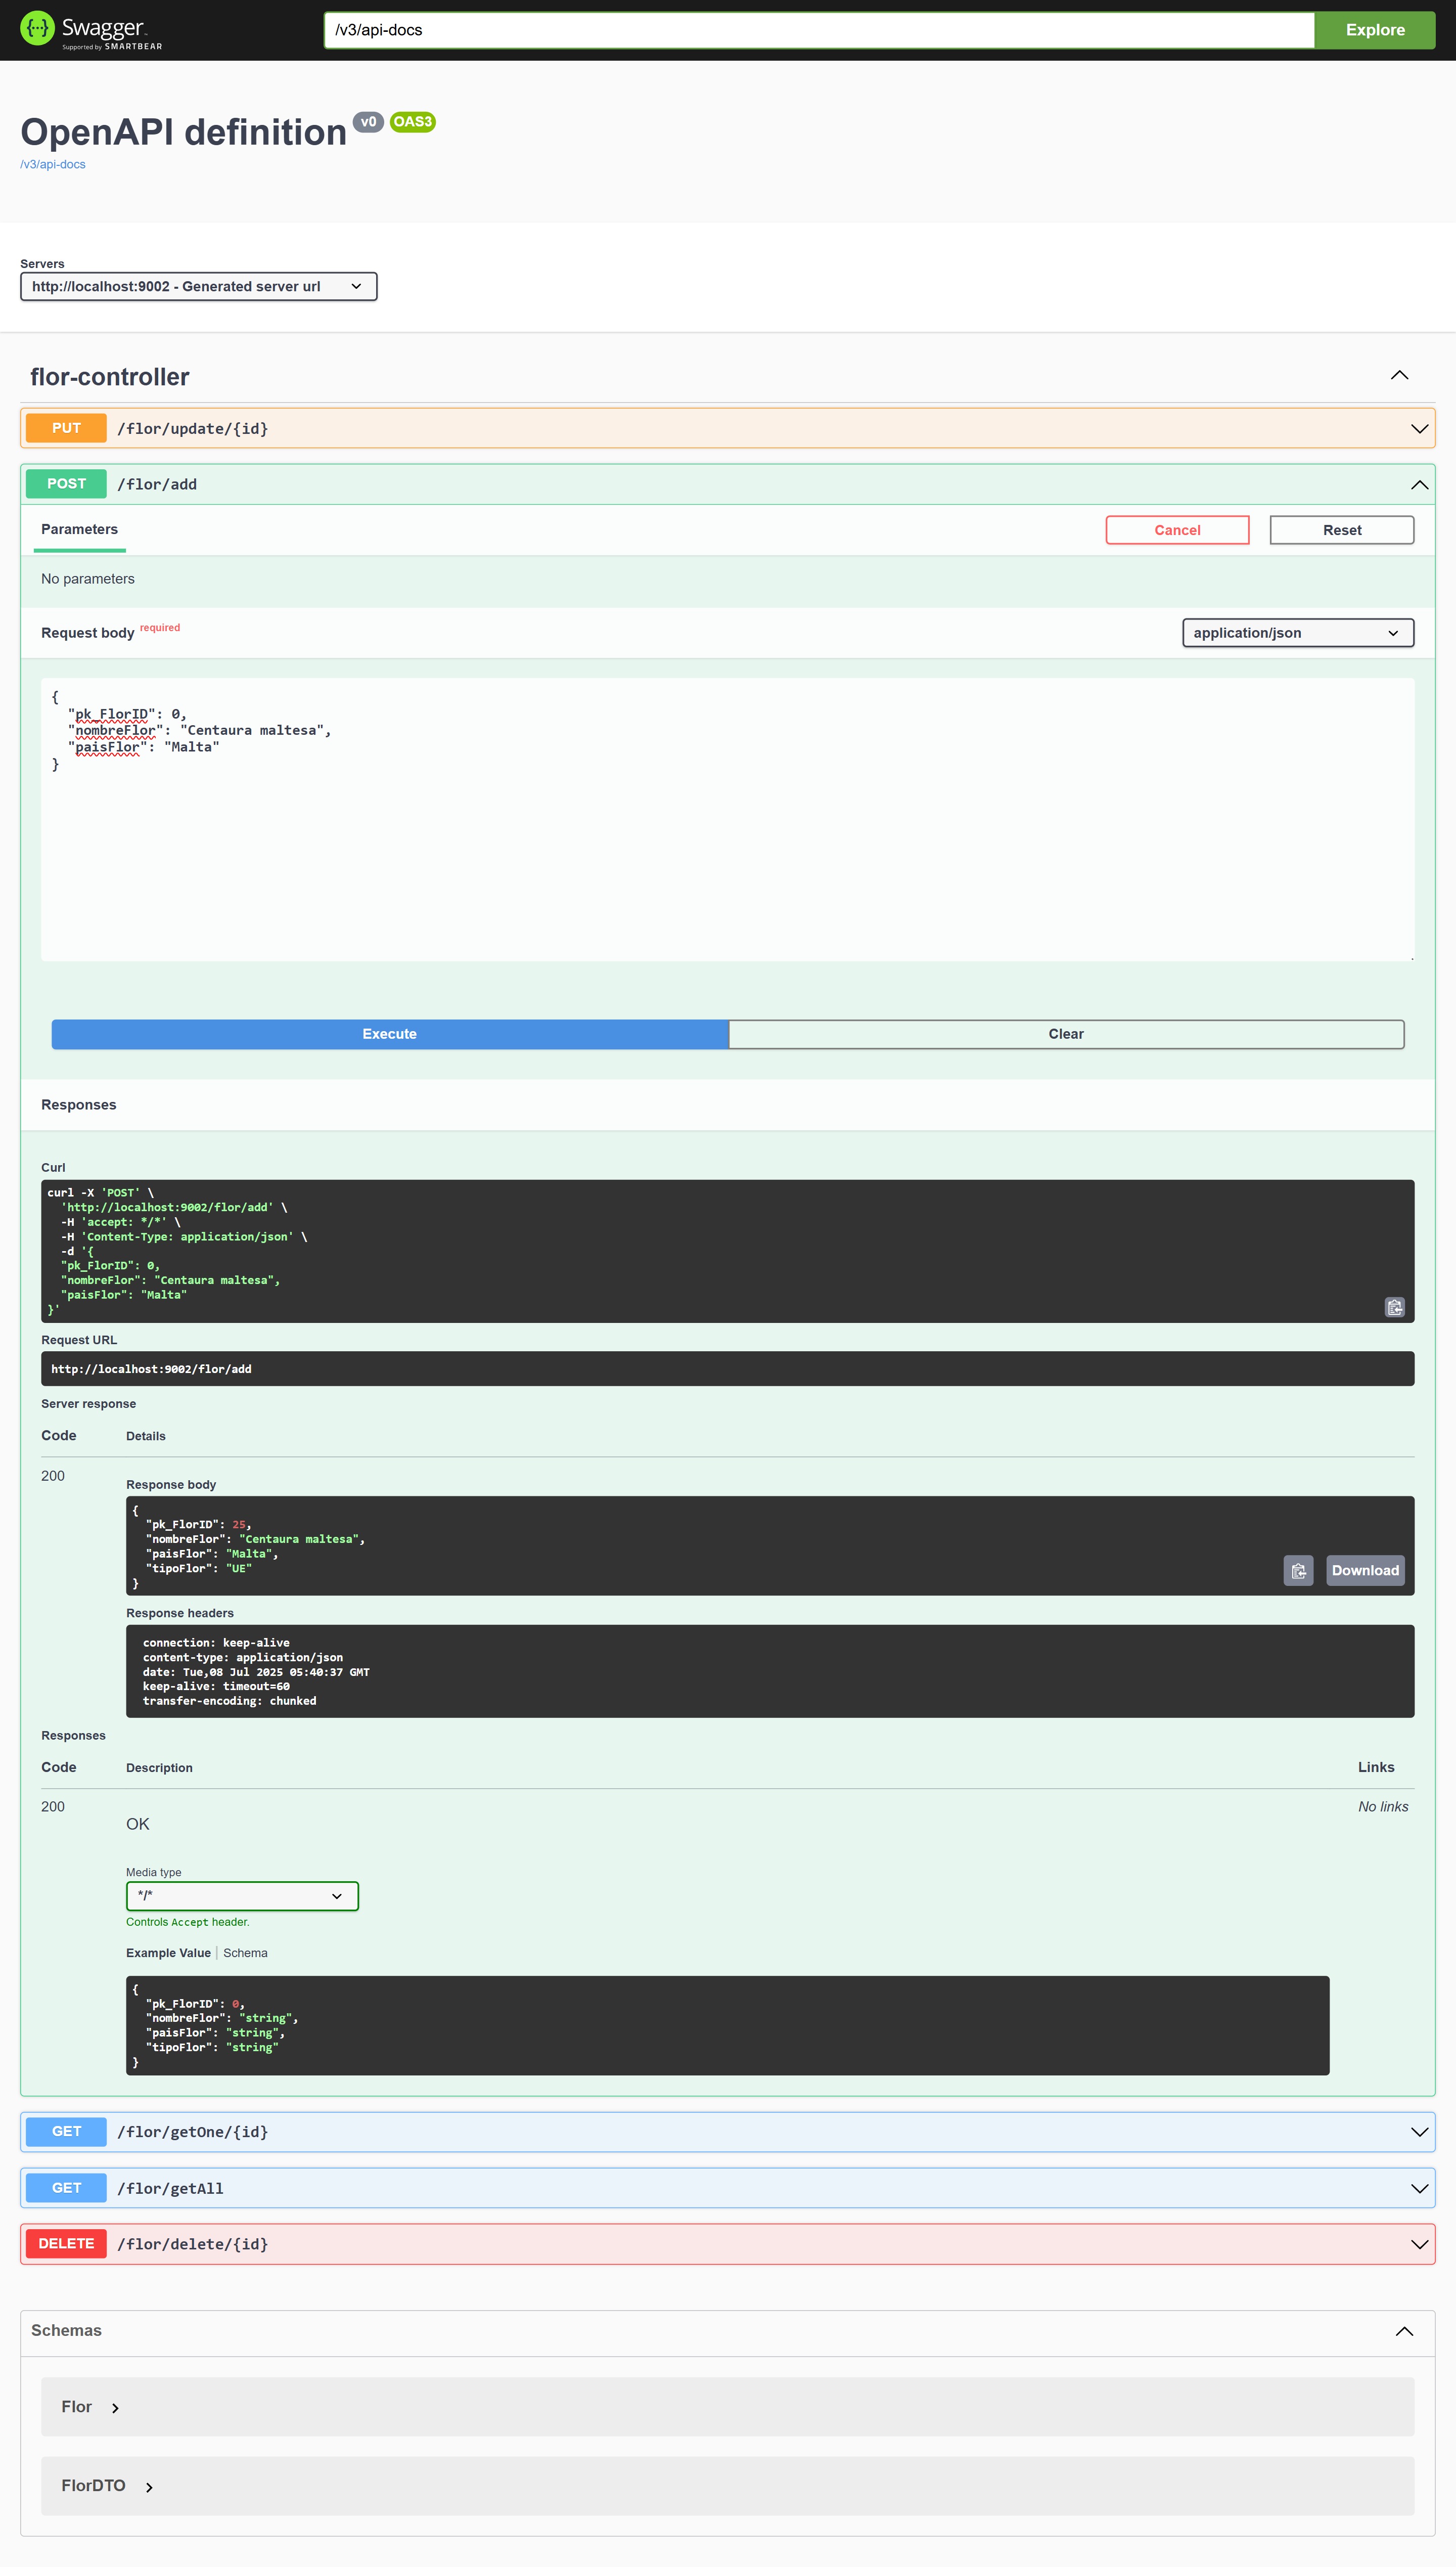 Swagger
Supported by SMARTBEAR
/v3/api-docs
Explore
OpenAPI definition v0 OAS3
/v3/api-docs
Servers
http://localhost:9002 - Generated server url
flor-controller
PUT /flor/update/{id}
POST /flor/add
Parameters
Cancel
Reset
No parameters
Request body required
application/json
{
  "pk_FlorID": 0,
  "nombreFlor": "Centaura maltesa",
  "paisFlor": "Malta"
}
Execute
Clear
Responses
Curl
curl -X 'POST' \
  'http://localhost:9002/flor/add' \
  -H 'accept: */*' \
  -H 'Content-Type: application/json' \
  -d '{
  "pk_FlorID": 0,
  "nombreFlor": "Centaura maltesa",
  "paisFlor": "Malta"
}'
Request URL
http://localhost:9002/flor/add
Server response
Code Details
200
Response body
{
  "pk_FlorID": 25,
  "nombreFlor": "Centaura maltesa",
  "paisFlor": "Malta",
  "tipoFlor": "UE"
}
Download
Response headers
connection: keep-alive
content-type: application/json
date: Tue,08 Jul 2025 05:40:37 GMT
keep-alive: timeout=60
transfer-encoding: chunked
Responses
Code Description Links
200
OK
No links
Media type
*/*
Controls Accept header.
Example Value Schema
{
  "pk_FlorID": 0,
  "nombreFlor": "string",
  "paisFlor": "string",
  "tipoFlor": "string"
}
GET /flor/getOne/{id}
GET /flor/getAll
DELETE /flor/delete/{id}
Schemas
Flor
FlorDTO